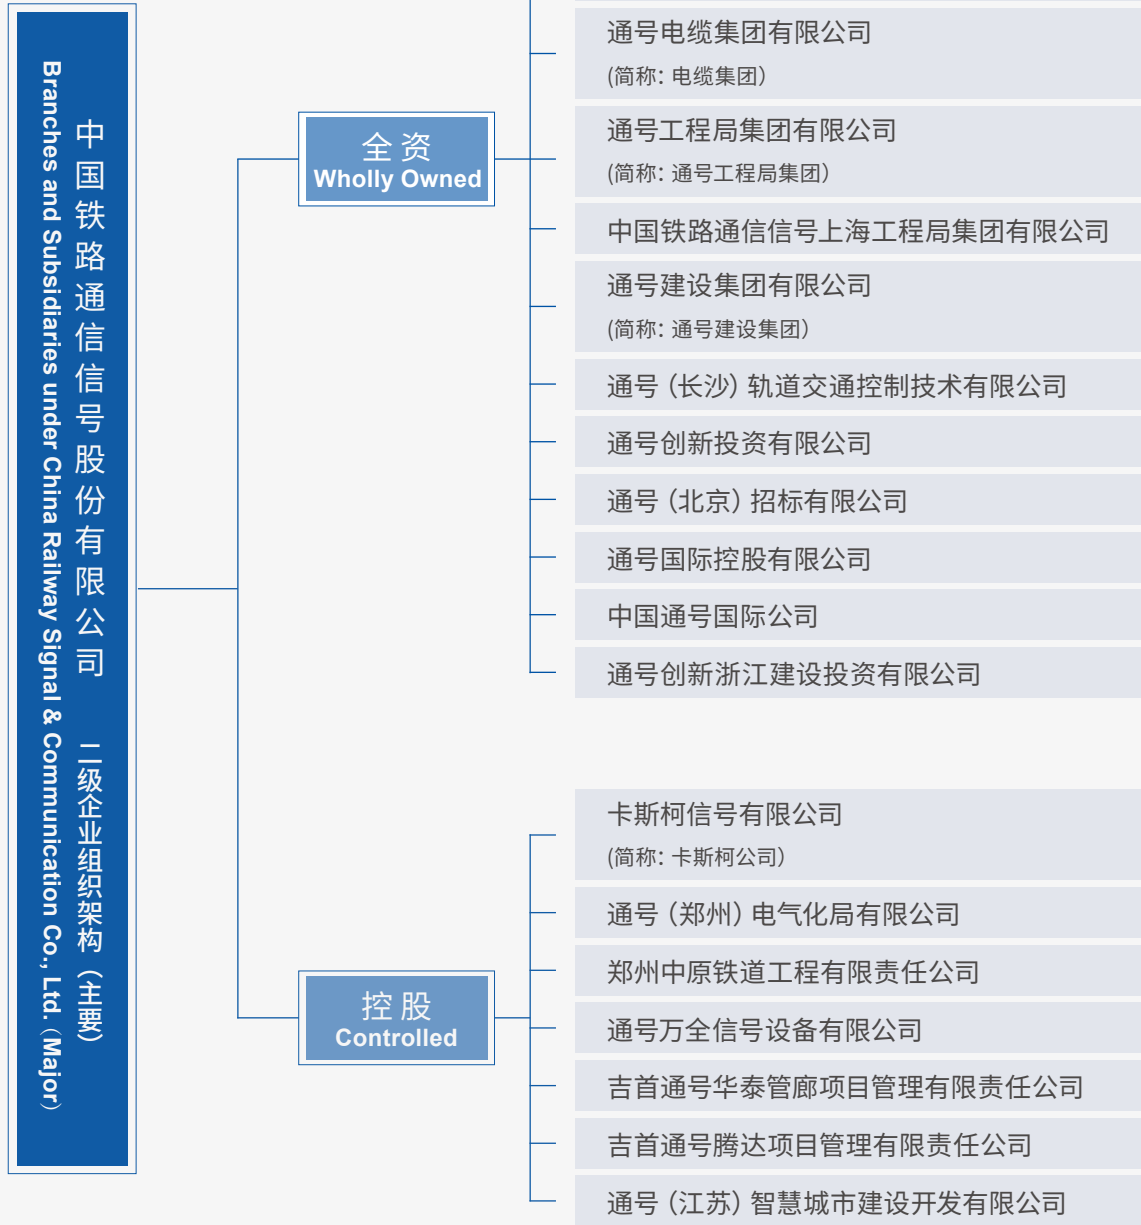 中国铁路通信信号股份有限公司 二级企业组织架构（主要）
Branches and Subsidiaries under China Railway Signal & Communication Co., Ltd.（Major）
全资
Wholly Owned
通号电缆集团有限公司
(简称：电缆集团）
通号工程局集团有限公司
(简称：通号工程局集团）
中国铁路通信信号上海工程局集团有限公司
通号建设集团有限公司
(简称：通号建设集团）
通号（长沙）轨道交通控制技术有限公司
通号创新投资有限公司
通号（北京）招标有限公司
通号国际控股有限公司
中国通号国际公司
通号创新浙江建设投资有限公司
控股
Controlled
卡斯柯信号有限公司
(简称：卡斯柯公司）
通号（郑州）电气化局有限公司
郑州中原铁道工程有限责任公司
通号万全信号设备有限公司
吉首通号华泰管廊项目管理有限责任公司
吉首通号腾达项目管理有限责任公司
通号（江苏）智慧城市建设开发有限公司